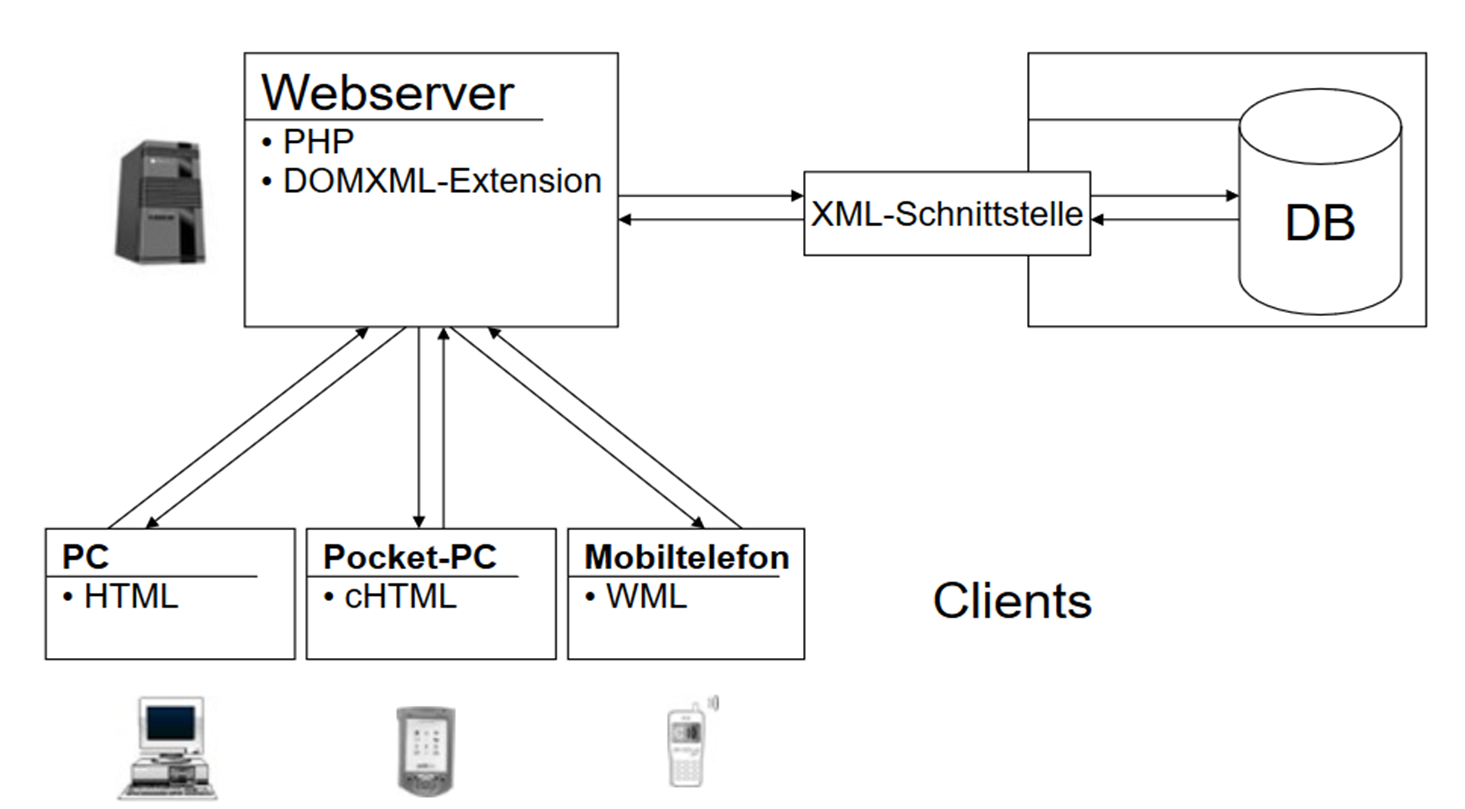 Webserver
• PHP
• DOMXML-Extension
XML-Schnittstelle
DB
PC
• HTML
Pocket-PC
• cHTML
Mobiltelefon
• WML
Clients